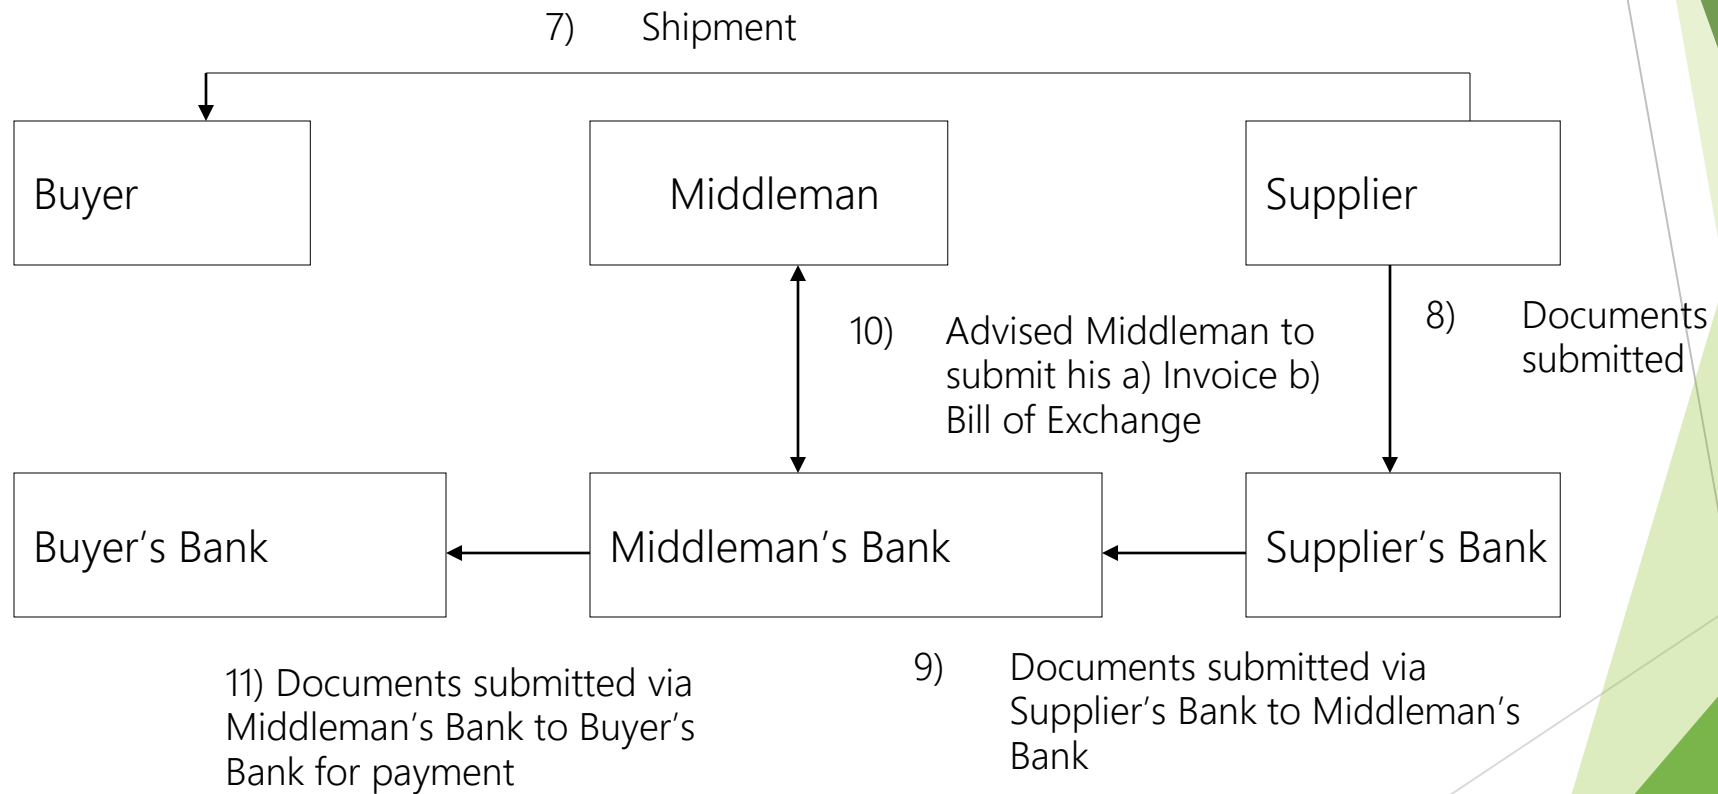 7) Shipment
Buyer
Middleman
Supplier
10) Advised Middleman to
submit his a) Invoice b)
Bill of Exchange
8) Documents
submitted
Buyer’s Bank
Middleman’s Bank
Supplier’s Bank
11) Documents submitted via
Middleman’s Bank to Buyer’s
Bank for payment
9) Documents submitted via
Supplier’s Bank to Middleman’s
Bank